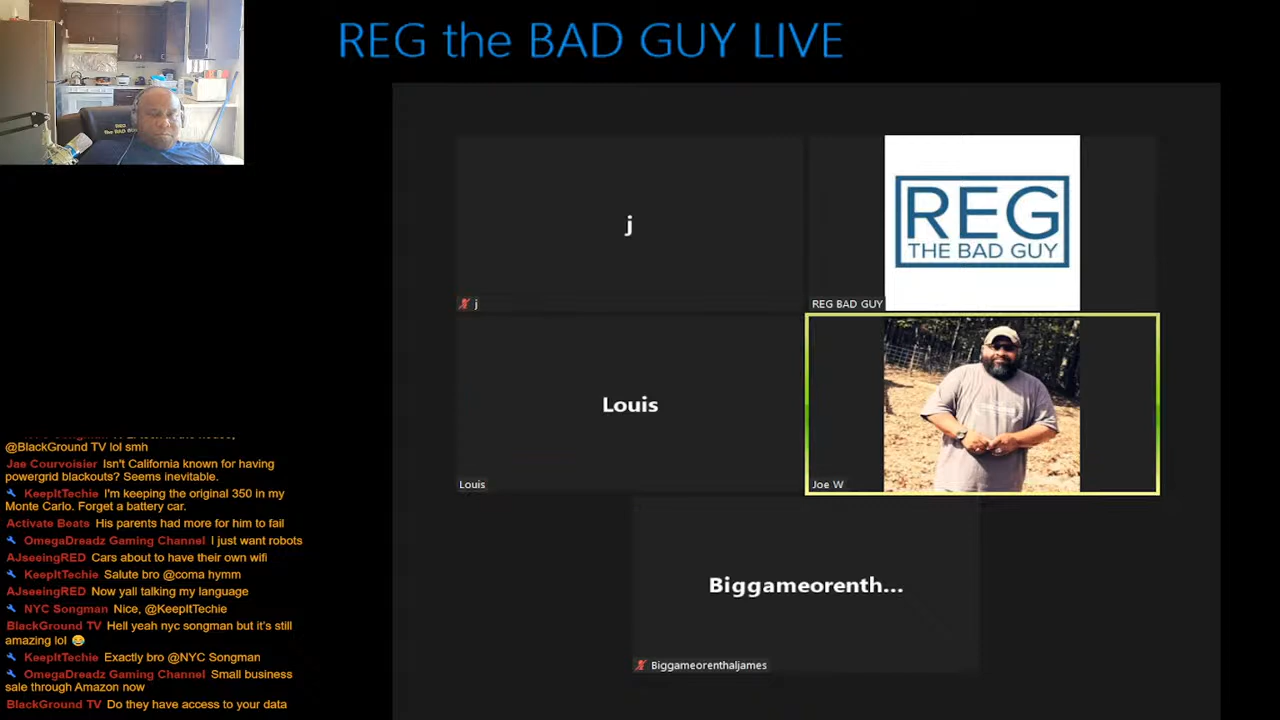 REG the BAD GUY LIVE
REG
the BAD GUY
j
j
REG
THE BAD GUY
REG BAD GUY
Louis
Louis
Joe W
Biggameorenth...
Biggameorenthaljames
@BlackGround TV lol smh
Jae Courvoisier Isn't California known for having
powergrid blackouts? Seems inevitable.
KeepItTechie I'm keeping the original 350 in my
Monte Carlo. Forget a battery car.
Activate Beats His parents had more for him to fail
OmegaDreadz Gaming Channel I just want robots
AJseeingRED Cars about to have their own wifi
KeepItTechie Salute bro @coma hymm
AJseeingRED Now yall talking my language
NYC Songman Nice, @KeepItTechie
BlackGround TV Hell yeah nyc songman but it's still
amazing lol 😂
KeepItTechie Exactly bro @NYC Songman
OmegaDreadz Gaming Channel Small business
sale through Amazon now
BlackGround TV Do they have access to your data